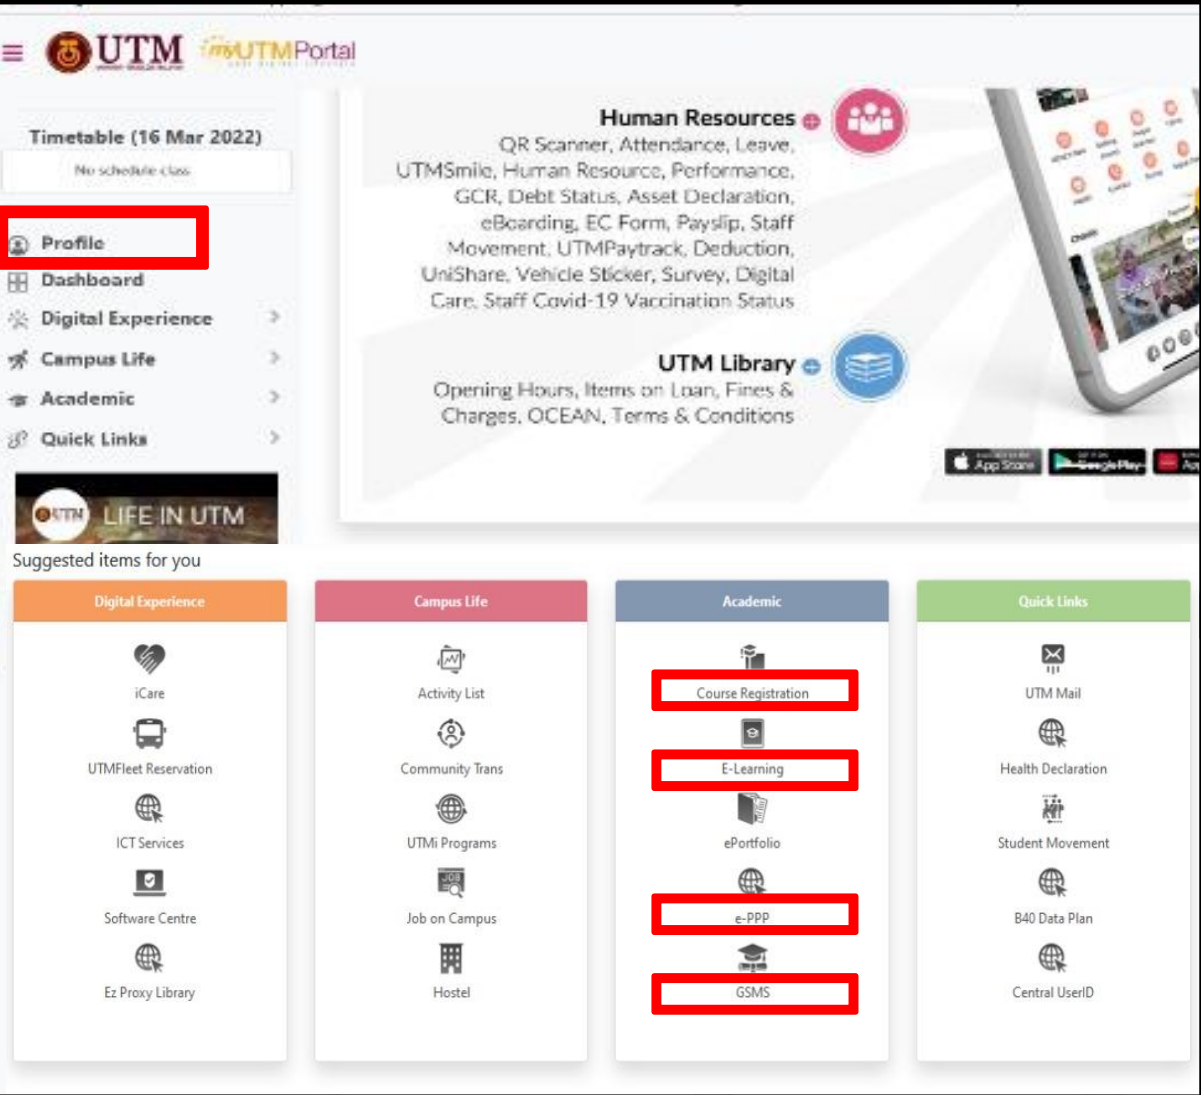 UTM myUTMPortal
Timetable (16 Mar 2022)
No schedule class
Profile
Dashboard
Digital Experience
Campus Life
Academic
Quick Links
UTM LIFE IN UTM
Human Resources
QR Scanner, Attendance, Leave,
UTMSmile, Human Resource, Performance,
GCR, Debt Status, Asset Declaration,
eBoarding, EC Form, Payslip, Staff
Movement, UTMPaytrack, Deduction,
UniShare, Vehicle Sticker, Survey, Digital
Care, Staff Covid-19 Vaccination Status
UTM Library
Opening Hours, Items on Loan, Fines &
Charges, OCEAN, Terms & Conditions
App Store Google Play
Suggested items for you
Digital Experience
iCare
UTMFleet Reservation
ICT Services
Software Centre
Ez Proxy Library
Campus Life
Activity List
Community Trans
UTMi Programs
JOB
Job on Campus
Hostel
Academic
Course Registration
E-Learning
ePortfolio
e-PPP
GSMS
Quick Links
UTM Mail
Health Declaration
Student Movement
B40 Data Plan
Central UserID